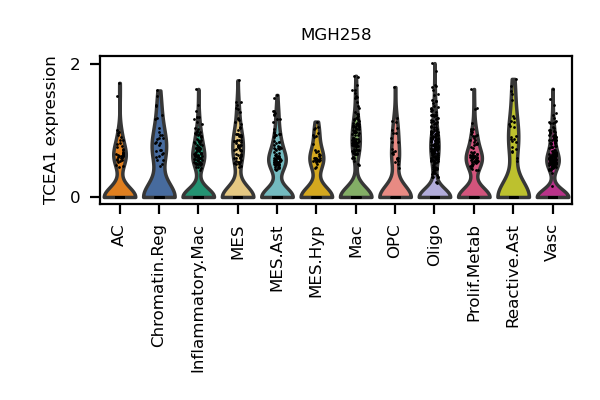 MGH258
TCEA1 expression
2
0
AC
Chromatin.Reg
Inflammatory.Mac
MES
MES.Ast
MES.Hyp
Mac
OPC
Oligo
Prolif.Metab
Reactive.Ast
Vasc